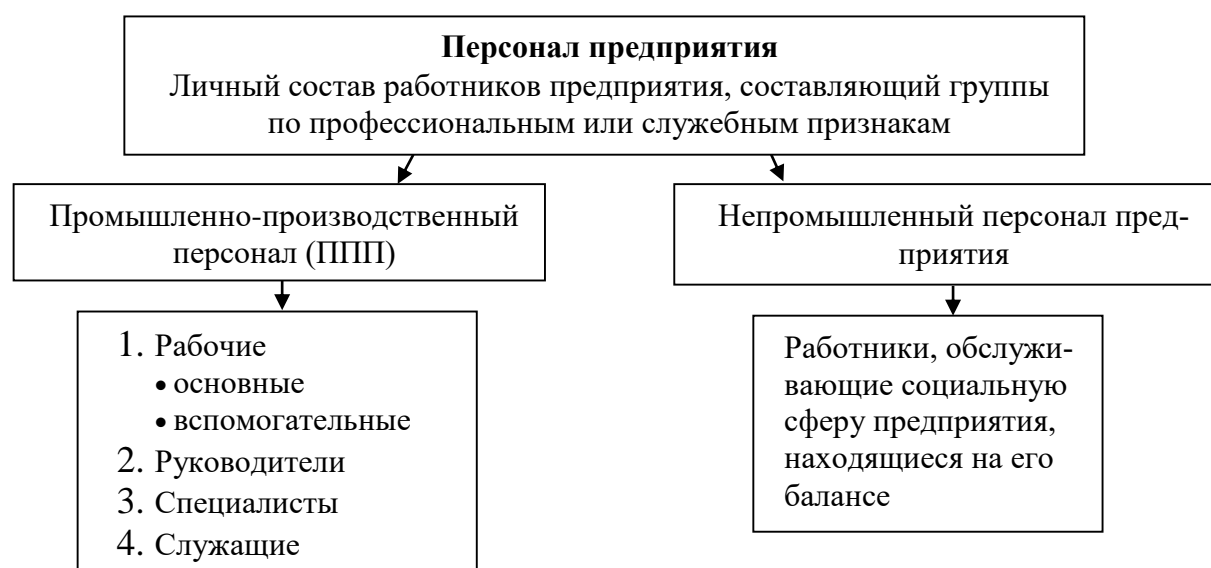 Персонал предприятия
Личный состав работников предприятия, составляющий группы
по профессиональным или служебным признакам
Промышленно-производственный
персонал (ППП)
Непромышленный персонал пред-
приятия
1. Рабочие
• основные
• вспомогательные
2. Руководители
3. Специалисты
4. Служащие
Работники, обслужи-
вающие социальную
сферу предприятия,
находящиеся на его
балансе